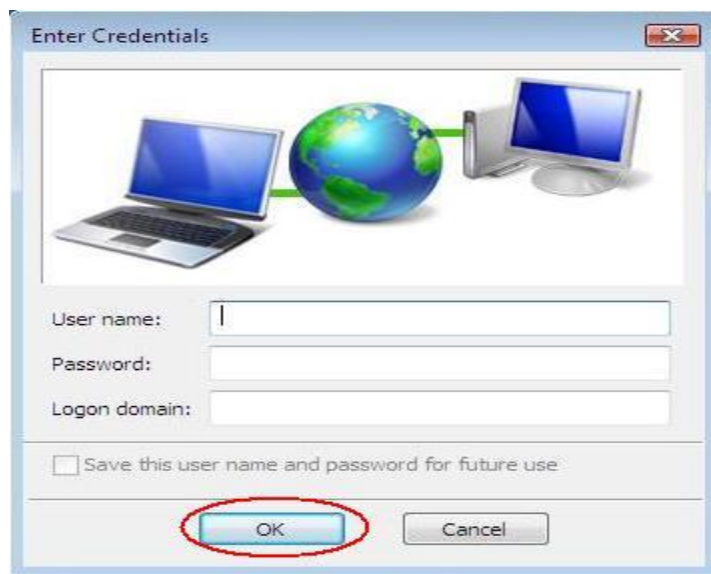 Enter Credentials
User name:
Password:
Logon domain:
Save this user name and password for future use
OK Cancel